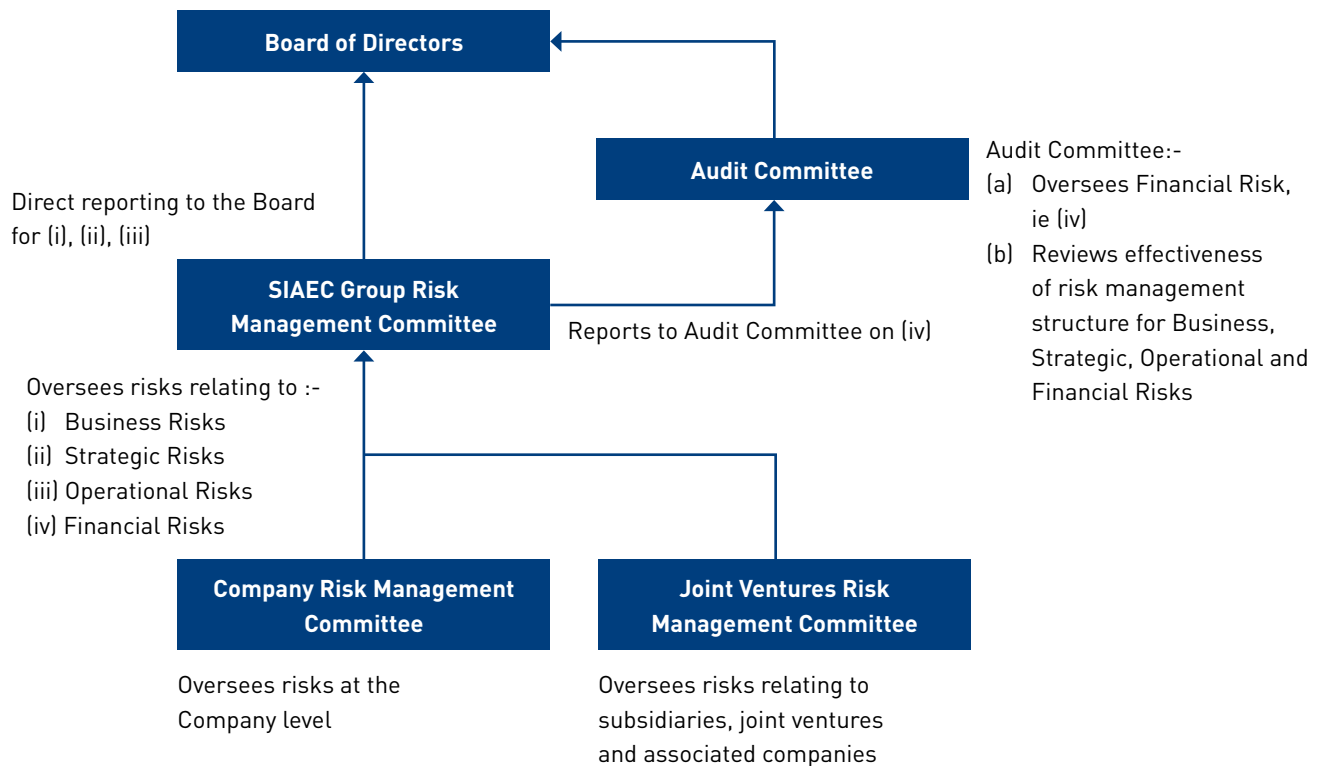 Board of Directors
Audit Committee
Audit Committee:-
(a) Oversees Financial Risk,
ie (iv)
(b) Reviews effectiveness
of risk management
structure for Business,
Strategic, Operational and
Financial Risks
Direct reporting to the Board
for (i), (ii), (iii)
SIAEC Group Risk
Management Committee
Reports to Audit Committee on (iv)
Oversees risks relating to :-
(i) Business Risks
(ii) Strategic Risks
(iii) Operational Risks
(iv) Financial Risks
Company Risk Management
Committee
Oversees risks at the
Company level
Joint Ventures Risk
Management Committee
Oversees risks relating to
subsidiaries, joint ventures
and associated companies